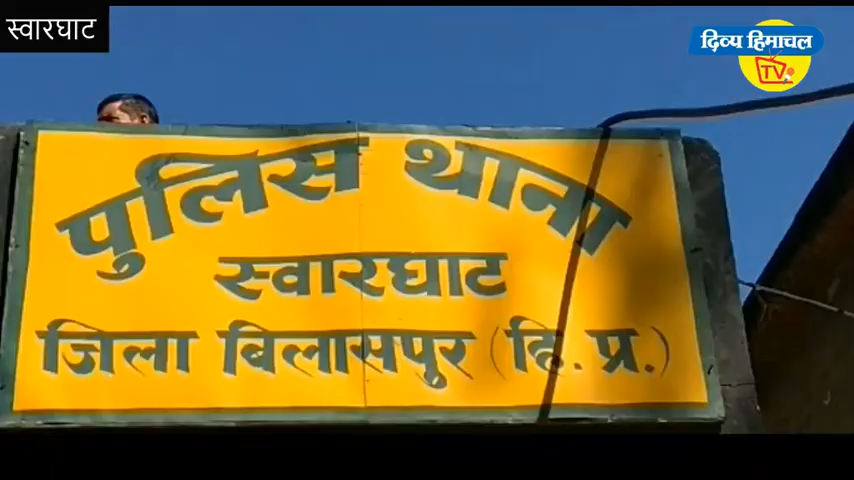 स्वारघाट
दिव्य हिमाचल
TV
पुलिस थाना
स्वारघाट
जिला बिलासपुर (हि. प्र.)